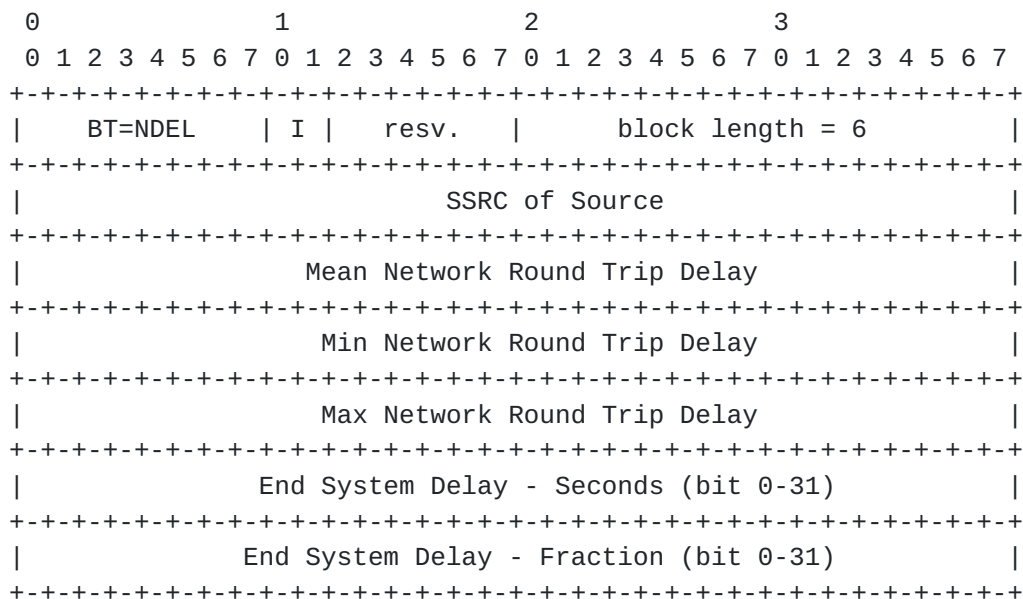 0               1               2               3
 0 1 2 3 4 5 6 7 0 1 2 3 4 5 6 7 0 1 2 3 4 5 6 7 0 1 2 3 4 5 6 7
+-+-+-+-+-+-+-+-+-+-+-+-+-+-+-+-+-+-+-+-+-+-+-+-+-+-+-+-+-+-+-+-+
|    BT=NDEL    | I |   resv.   |      block length = 6         |
+-+-+-+-+-+-+-+-+-+-+-+-+-+-+-+-+-+-+-+-+-+-+-+-+-+-+-+-+-+-+-+-+
|                           SSRC of Source                      |
+-+-+-+-+-+-+-+-+-+-+-+-+-+-+-+-+-+-+-+-+-+-+-+-+-+-+-+-+-+-+-+-+
|                  Mean Network Round Trip Delay                |
+-+-+-+-+-+-+-+-+-+-+-+-+-+-+-+-+-+-+-+-+-+-+-+-+-+-+-+-+-+-+-+-+
|                   Min Network Round Trip Delay                |
+-+-+-+-+-+-+-+-+-+-+-+-+-+-+-+-+-+-+-+-+-+-+-+-+-+-+-+-+-+-+-+-+
|                   Max Network Round Trip Delay                |
+-+-+-+-+-+-+-+-+-+-+-+-+-+-+-+-+-+-+-+-+-+-+-+-+-+-+-+-+-+-+-+-+
|               End System Delay - Seconds (bit 0-31)           |
+-+-+-+-+-+-+-+-+-+-+-+-+-+-+-+-+-+-+-+-+-+-+-+-+-+-+-+-+-+-+-+-+
|              End System Delay - Fraction (bit 0-31)           |
+-+-+-+-+-+-+-+-+-+-+-+-+-+-+-+-+-+-+-+-+-+-+-+-+-+-+-+-+-+-+-+-+